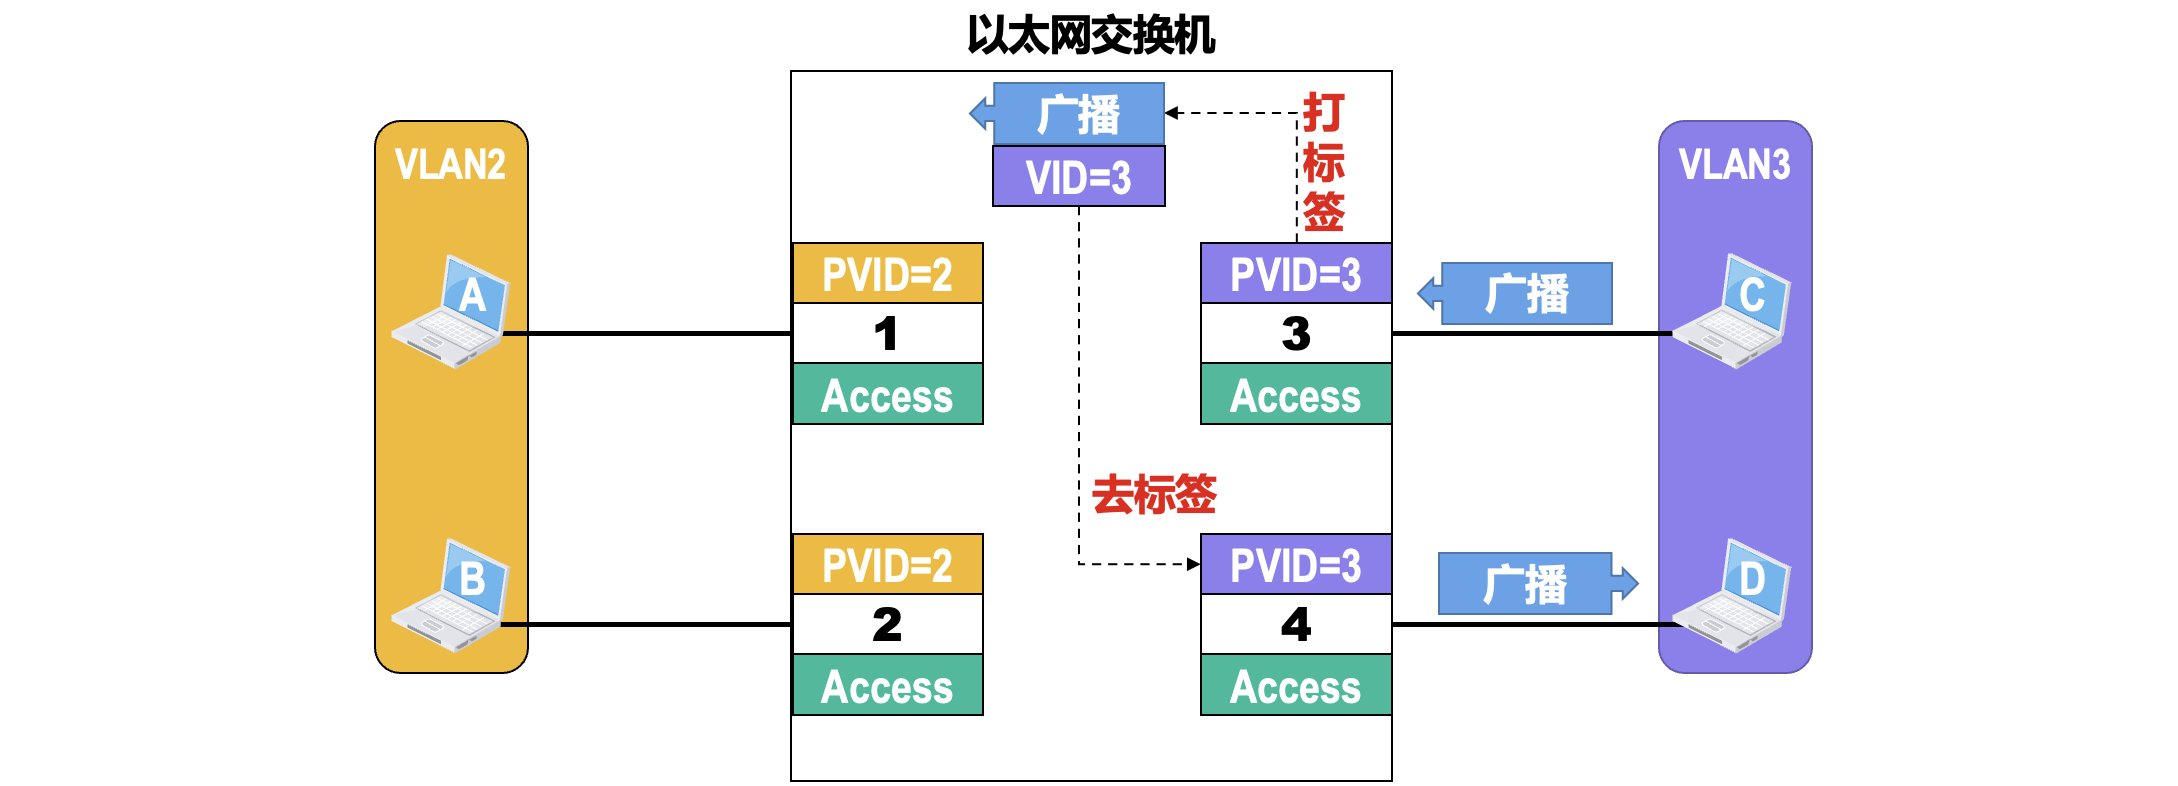 以太网交换机
广播
VID=3
打标签
VLAN2
A
B
PVID=2
1
Access
PVID=3
3
Access
广播
VLAN3
C
去标签
PVID=2
2
Access
PVID=3
4
Access
广播
D